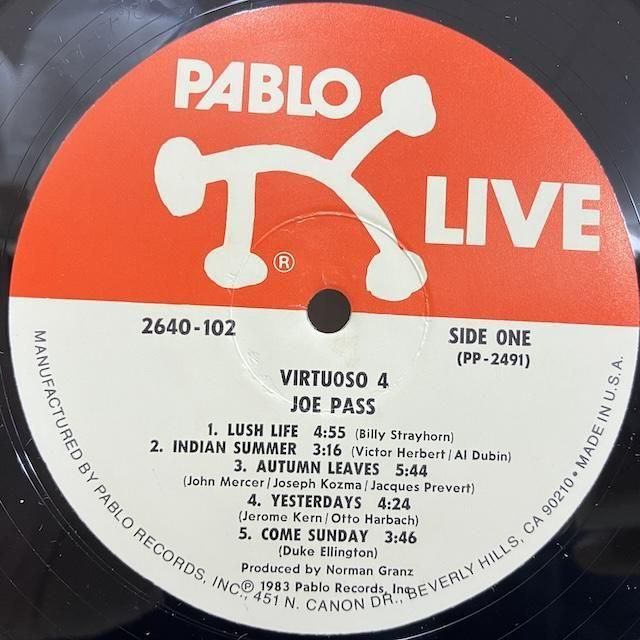 PABLO
LIVE
®
2640-102
SIDE ONE
(PP-2491)
VIRTUOSO 4
JOE PASS
1. LUSH LIFE 4:55 (Billy Strayhorn)
2. INDIAN SUMMER 3:16 (Victor Herbert/Al Dubin)
3. AUTUMN LEAVES 5:44
(John Mercer/Joseph Kozma/Jacques Prevert)
4. YESTERDAYS 4:24
(Jerome Kern/Otto Harbach)
5. COME SUNDAY 3:46
(Duke Ellington)
Produced by Norman Granz
℗ 1983 Pablo Records, Inc.
MANUFACTURED BY PABLO RECORDS, INC., 451 N. CANON DR., BEVERLY HILLS, CA 90210 • MADE IN U.S.A.